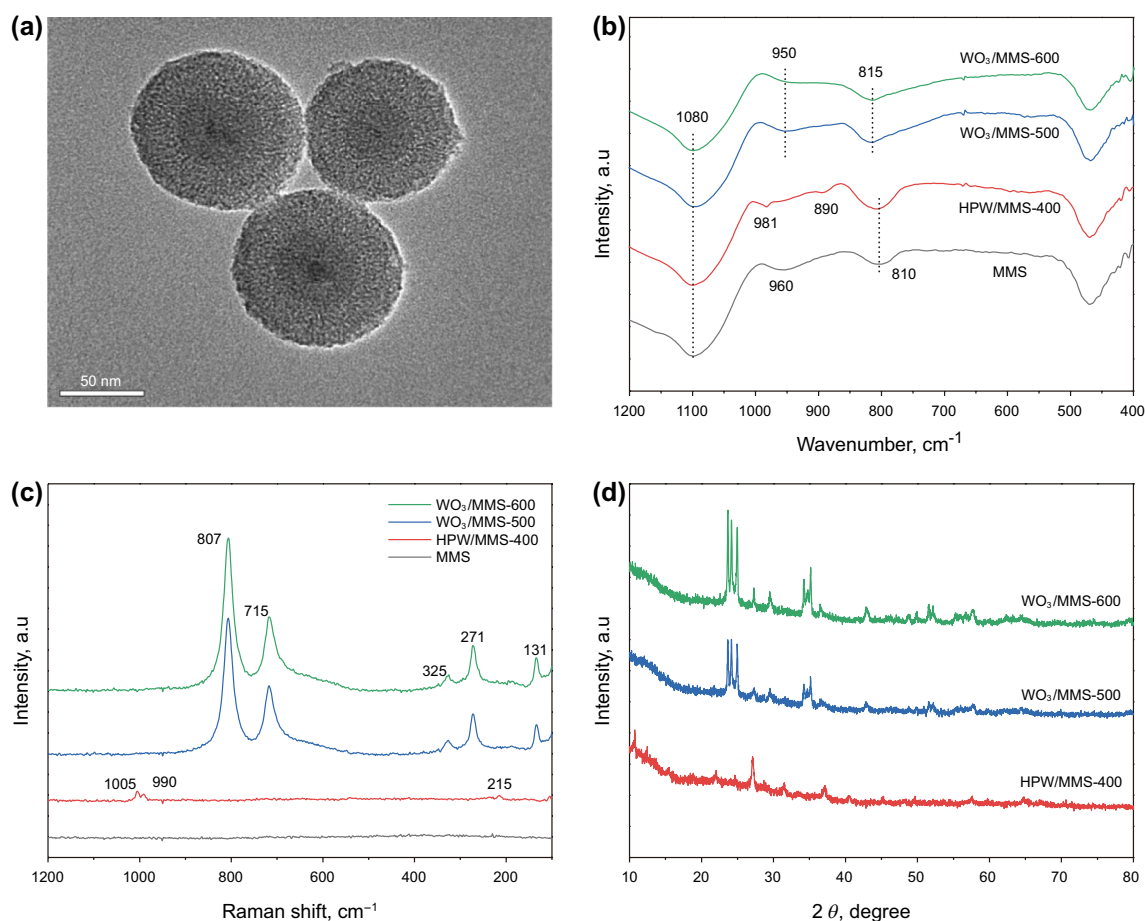 (a)
50 nm
(b)
950
815
WO₃/MMS-600
1080
WO₃/MMS-500
981
890
HPW/MMS-400
960
810
MMS
Intensity, a.u
1200 1100 1000 900 800 700 600 500 400
Wavenumber, cm⁻¹
(c)
WO₃/MMS-600
WO₃/MMS-500
HPW/MMS-400
MMS
807
715
325
271
131
1005
990
215
Intensity, a.u
1200 1000 800 600 400 200
Raman shift, cm⁻¹
(d)
WO₃/MMS-600
WO₃/MMS-500
HPW/MMS-400
Intensity, a.u
10 20 30 40 50 60 70 80
2 θ, degree